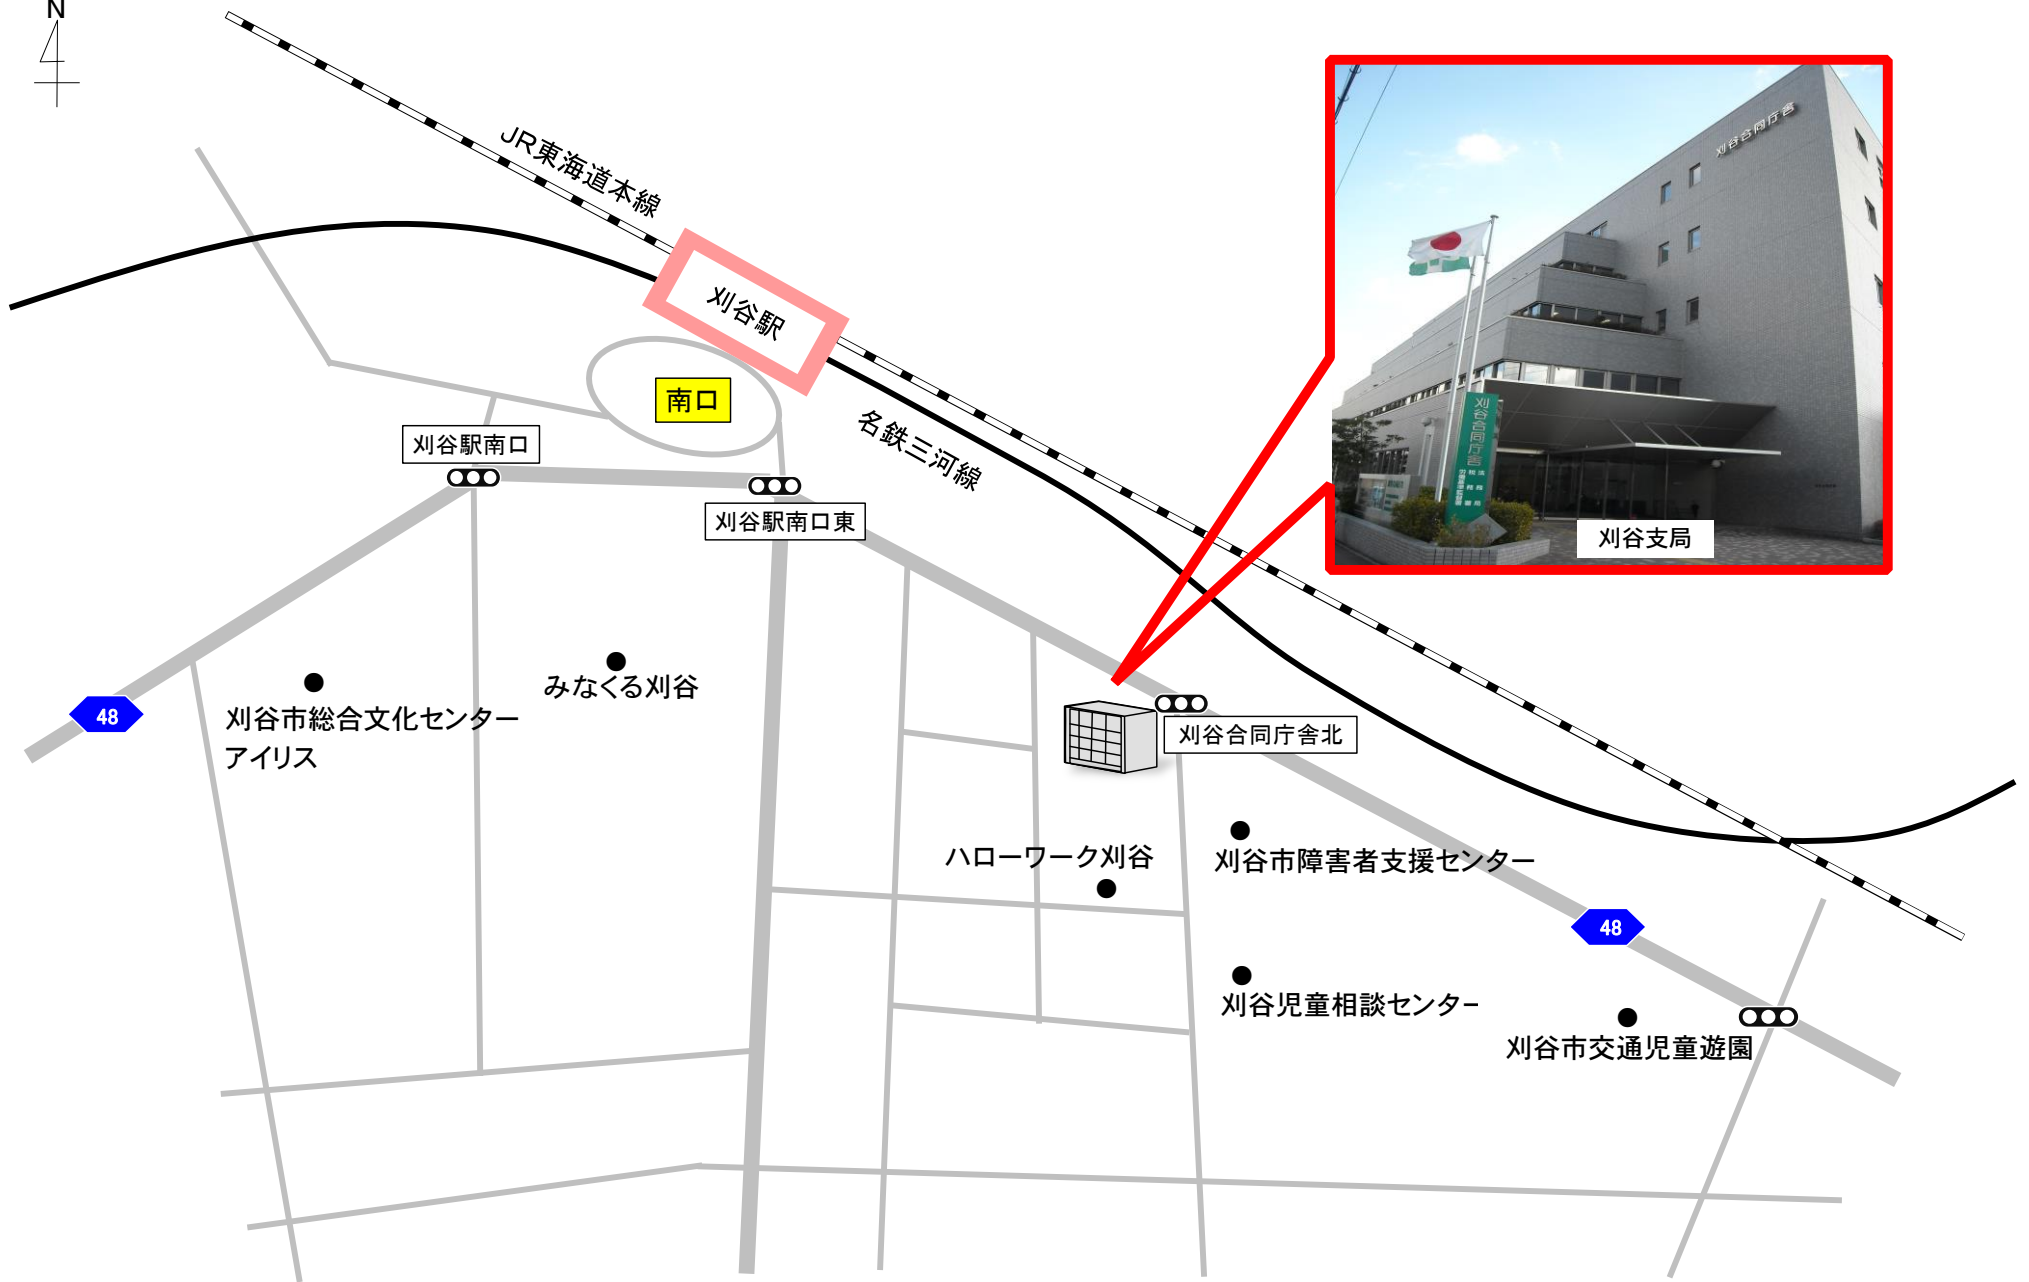 N
JR東海道本線
刈谷合同庁舎
刈谷駅
南口
名鉄三河線
刈谷合同庁舎
刈谷駅南口
刈谷駅南口東
刈谷支局
みなくる刈谷
48
刈谷市総合文化センター
アイリス
刈谷合同庁舎北
ハローワーク刈谷
刈谷市障害者支援センター
48
刈谷児童相談センター
刈谷市交通児童遊園